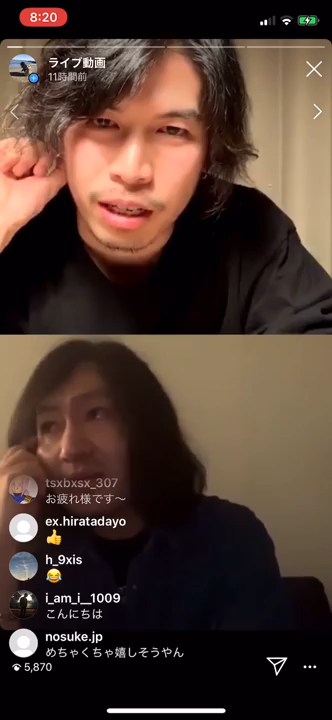 8:20
ライブ動画
11時間前
tsxbxsx_307
お疲れ様です〜
ex.hiratadayo
👍
h_9xis
😂
i_am_i__1009
こんにちは
nosuke.jp
めちゃくちゃ嬉しそうやん
5,870